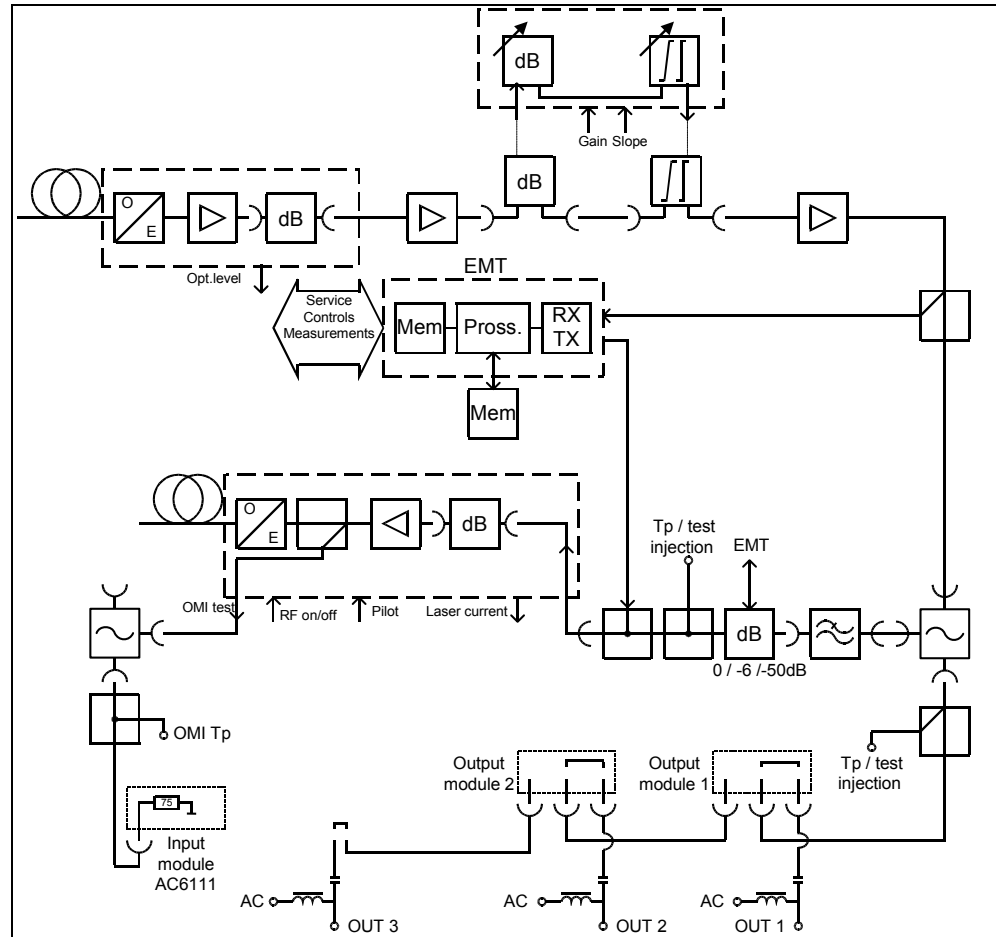 dB
Gain Slope
dB
O
E
dB
Opt.level
EMT
Service
Controls
Measurements
Mem
Pross.
RX
TX
Mem
O
E
dB
Tp / test
injection
EMT
OMI test
RF on/off
Pilot
Laser current
dB
0 / -6 /-50dB
OMI Tp
Output
module 2
Output
module 1
Tp / test
injection
75
Input
module
AC6111
AC
OUT 3
AC
OUT 2
AC
OUT 1